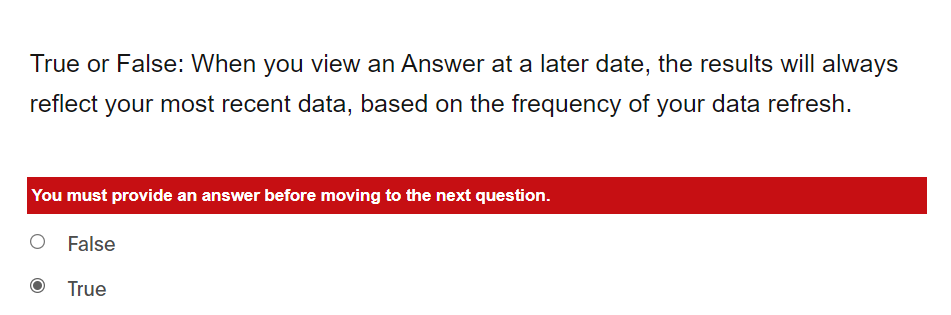 True or False: When you view an Answer at a later date, the results will always
reflect your most recent data, based on the frequency of your data refresh.
You must provide an answer before moving to the next question.
False
True